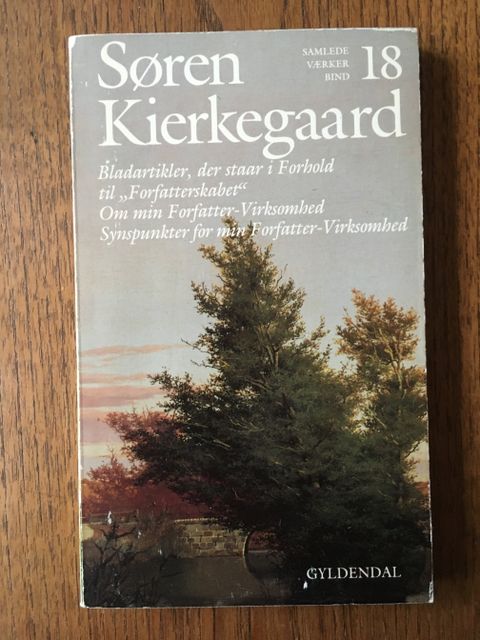 Søren
Kierkegaard
SAMLEDE
VÆRKER
BIND
18
Bladartikler, der staar i Forhold
til „Forfatterskabet“
Om min Forfatter-Virksomhed
Synspunkter for min Forfatter-Virksomhed
GYLDENDAL